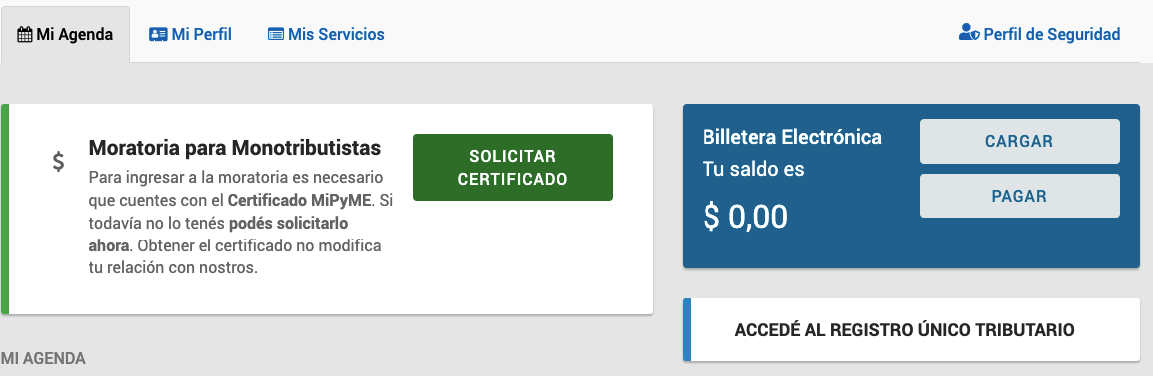 Mi Agenda
Mi Perfil
Mis Servicios
Perfil de Seguridad
$
Moratoria para Monotributistas
Para ingresar a la moratoria es necesario
que cuentes con el Certificado MiPyME. Si
todavía no lo tenés podés solicitarlo
ahora. Obtener el certificado no modifica
tu relación con nostros.
SOLICITAR
CERTIFICADO
Billetera Electrónica
Tu saldo es
$ 0,00
CARGAR
PAGAR
ACCEDÉ AL REGISTRO ÚNICO TRIBUTARIO
MI AGENDA